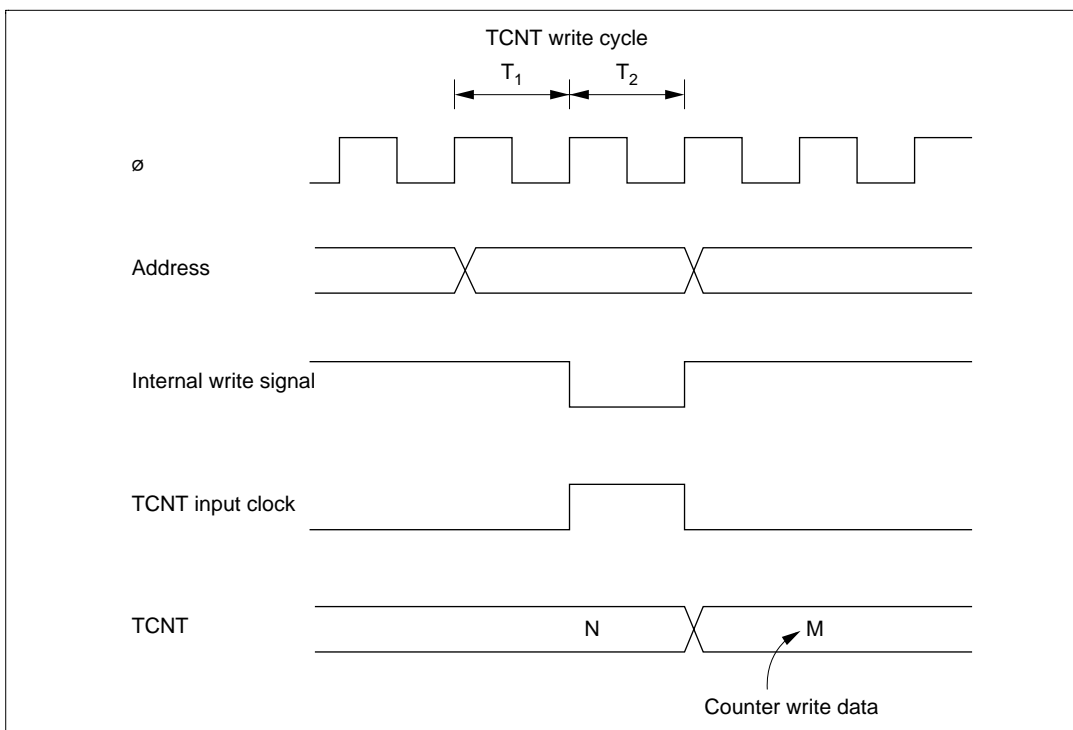 TCNT write cycle
T1 T2
ø
Address
Internal write signal
TCNT input clock
TCNT N M
Counter write data